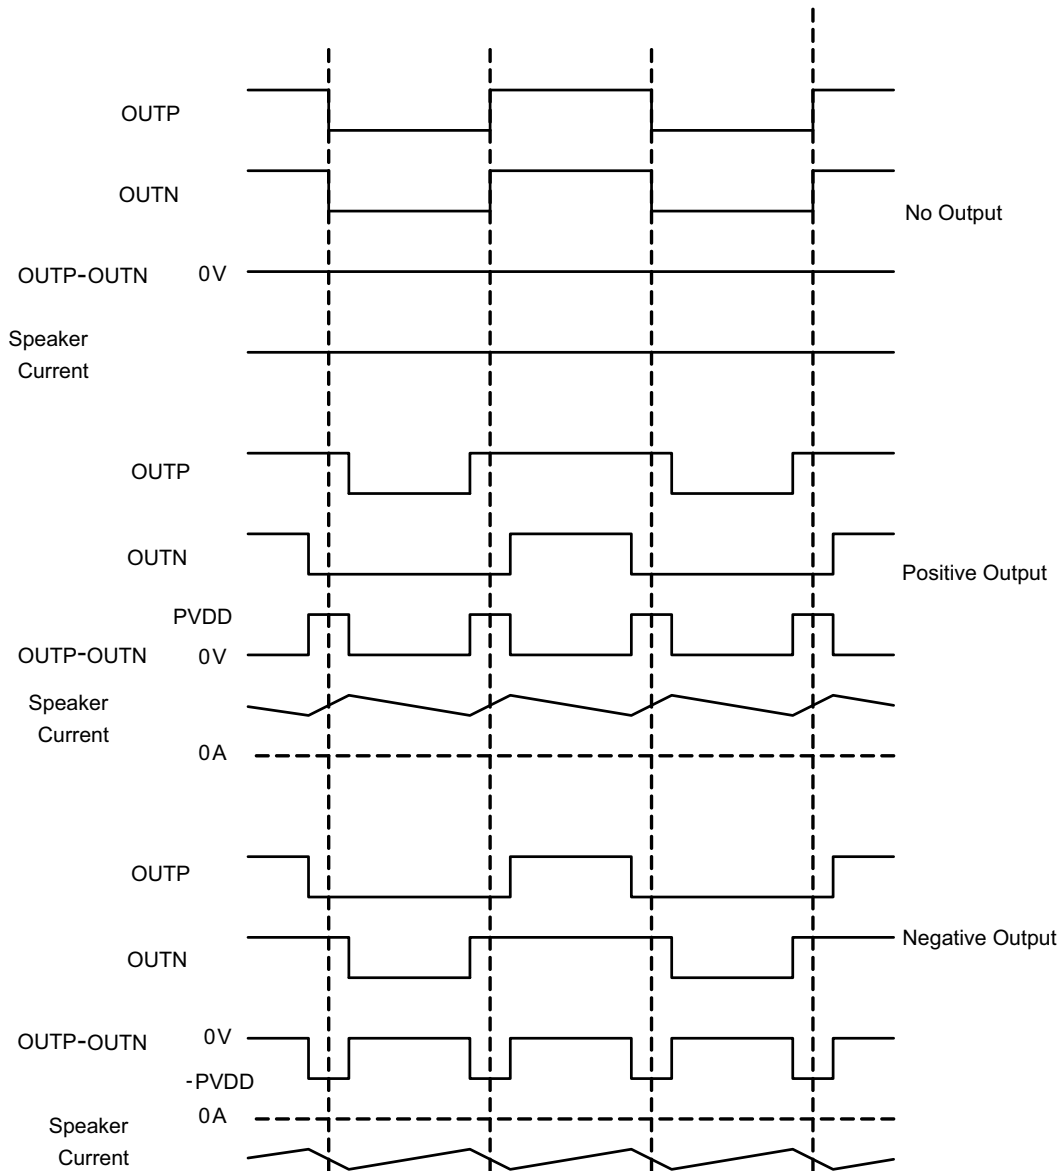 OUTP
OUTN
No Output
OUTP-OUTN 0V
Speaker
Current
OUTP
OUTN
Positive Output
PVDD
OUTP-OUTN 0V
Speaker
Current
0A
OUTP
OUTN
Negative Output
OUTP-OUTN 0V
-PVDD
0A
Speaker
Current